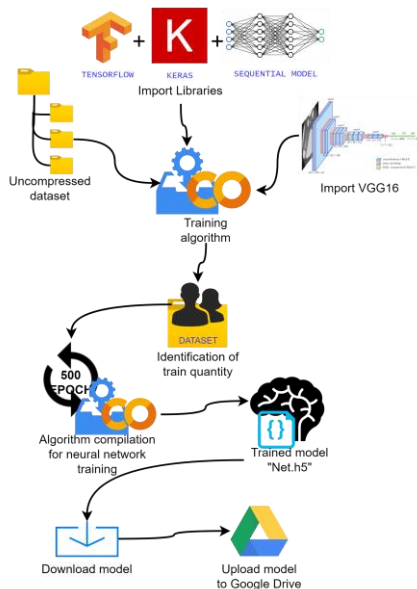 TENSORFLOW
KERAS
SEQUENTIAL MODEL
Import Libraries
Uncompressed
dataset
Import VGG16
Training
algorithm
DATASET
Identification of
train quantity
500
EPOCH
Algorithm compilation
for neural network
training
Trained model
"Net.h5"
Download model
Upload model
to Google Drive